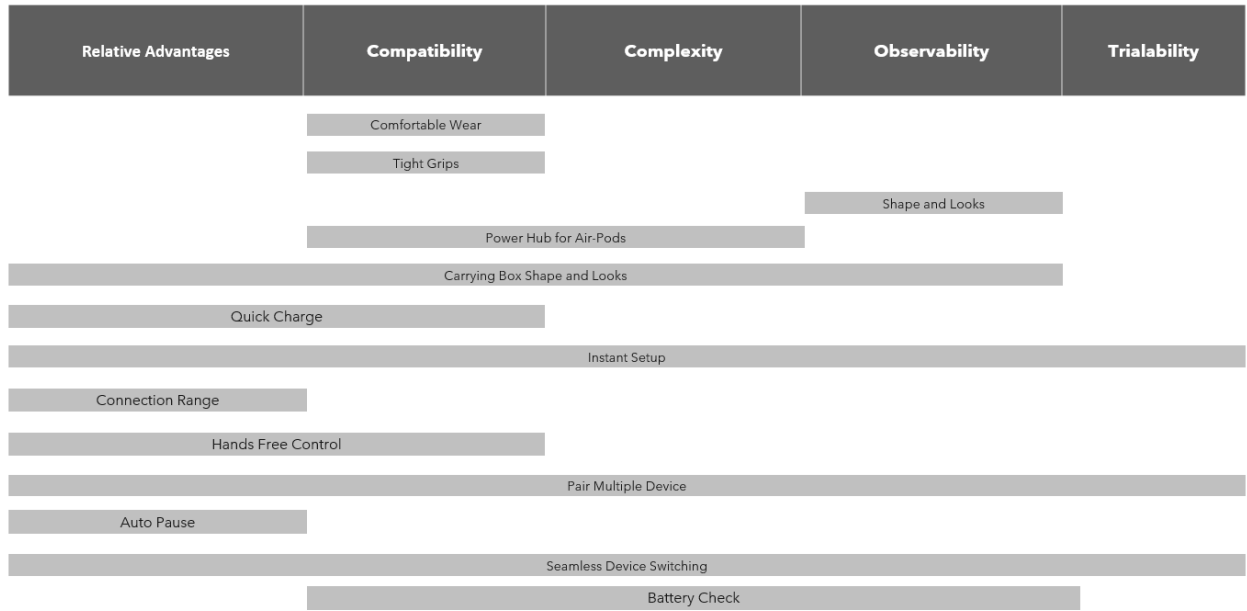 Relative Advantages Compatibility Complexity Observability Trialability
Comfortable Wear
Tight Grips
Shape and Looks
Power Hub for Air-Pods
Carrying Box Shape and Looks
Quick Charge
Instant Setup
Connection Range
Hands Free Control
Pair Multiple Device
Auto Pause
Seamless Device Switching
Battery Check